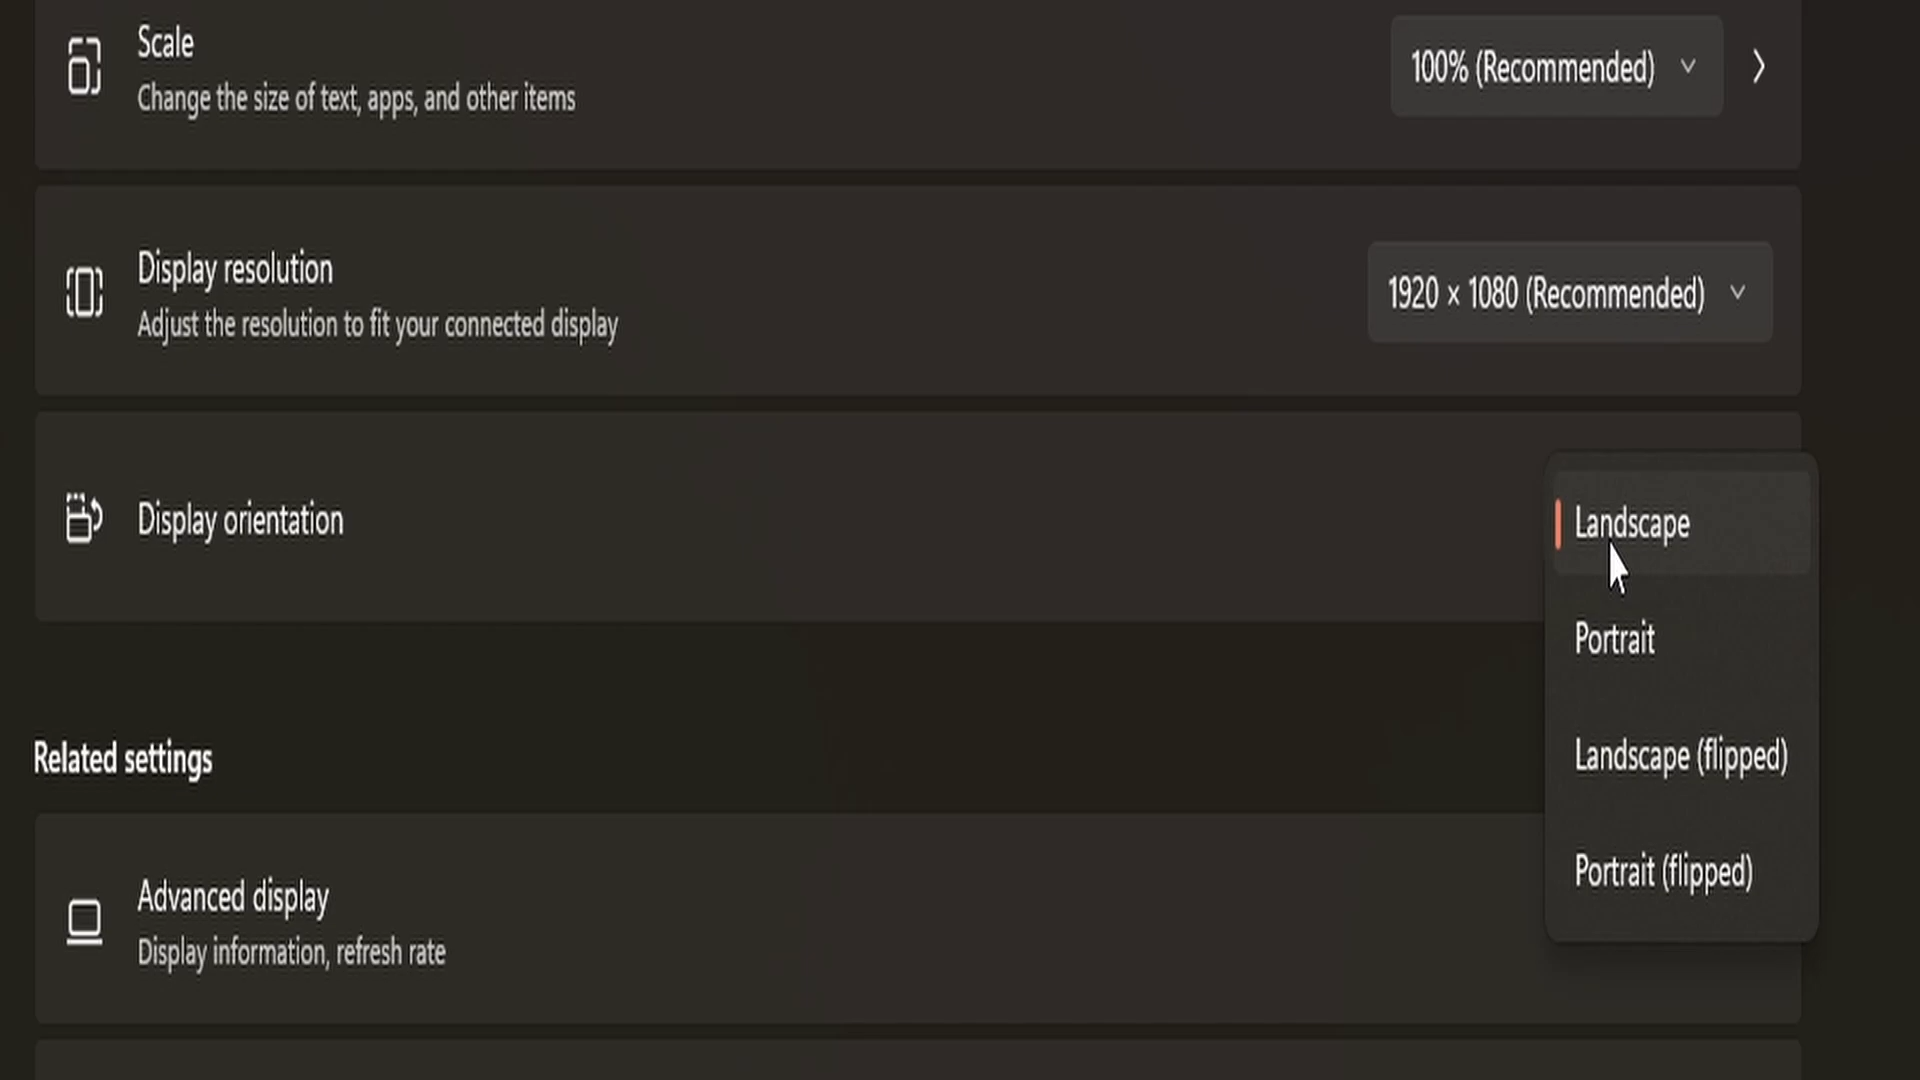 Scale
Change the size of text, apps, and other items
100% (Recommended)
Display resolution
Adjust the resolution to fit your connected display
1920 × 1080 (Recommended)
Display orientation
Landscape
Portrait
Landscape (flipped)
Portrait (flipped)
Related settings
Advanced display
Display information, refresh rate